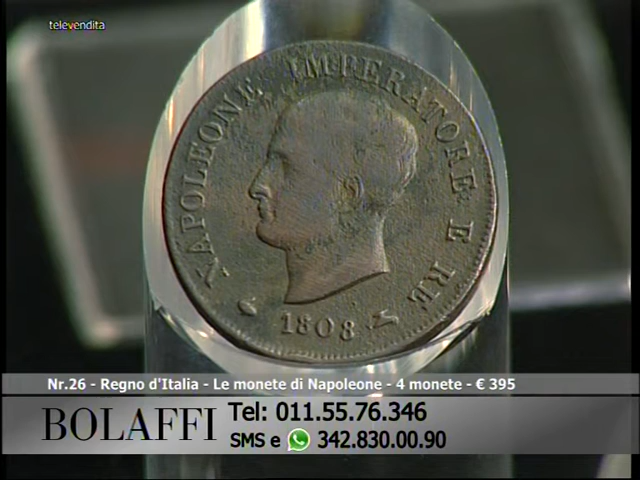 televendita
NAPOLEONE IMPERATORE E RE
1808
Nr.26 - Regno d'Italia - Le monete di Napoleone - 4 monete - € 395
BOLAFFI
Tel: 011.55.76.346
SMS e 342.830.00.90